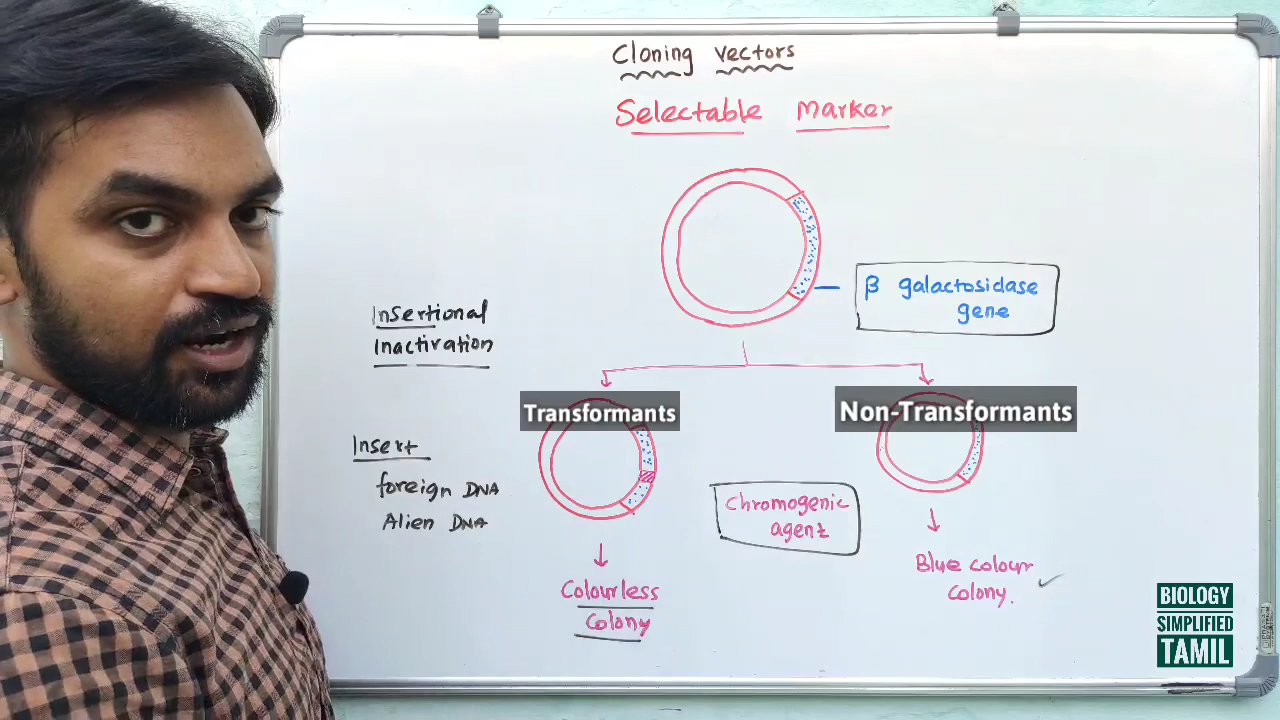 Cloning vectors
Selectable Marker
β galactosidase
gene
Insertional
Inactivation
Transformants
Non-Transformants
Insert
foreign DNA
Alien DNA
Chromogenic
agent
Colourless
Colony
Blue colour
Colony.
BIOLOGY
SIMPLIFIED
TAMIL